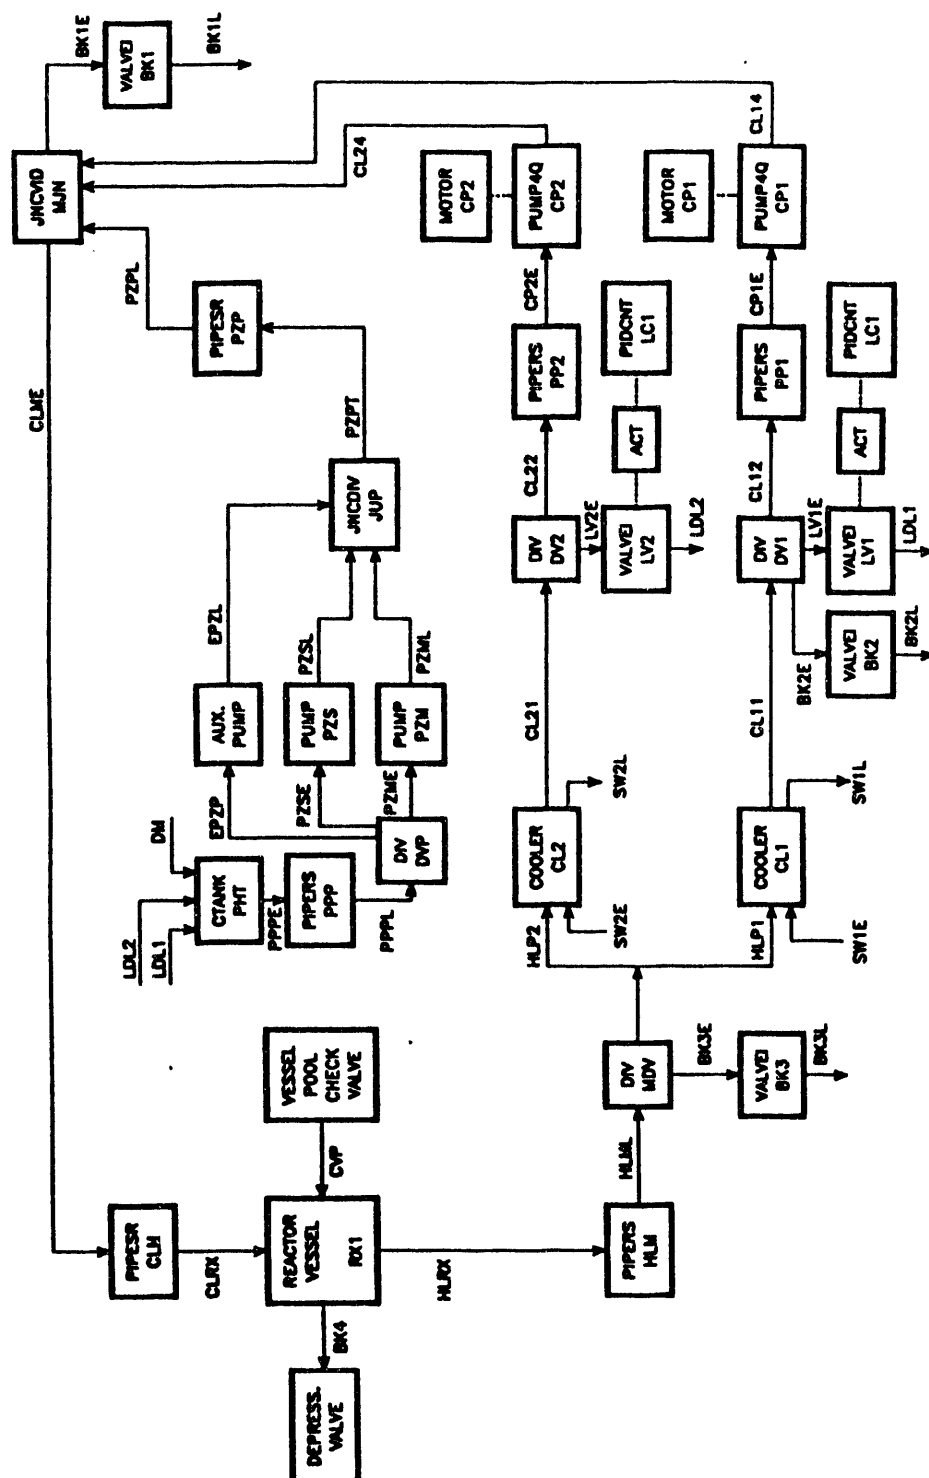 CLME
PIPESR
CLM
CLRX
DEPRESS.
VALVE
BK4
REACTOR
VESSEL
RX1
CVP
VESSEL
POOL
CHECK
VALVE
HLRX
PIPERS
HLM
HLML
DIV
MDV
BK3E
VALVEI
BK3
BK3L
LDL2
LDL1
DM
CTANK
PHT
PPPE
PIPERS
PPP
PPPL
DIV
DVP
EPZP
PZSE
PZME
AUX.
PUMP
PUMP
PZS
PUMP
PZM
EPZL
PZSL
PZML
JNCDIV
JUP
PZPT
PIPESR
PZP
PZPL
JNCVID
MJN
BK1E
VALVEI
BK1
BK1L
HLP2
SW2E
COOLER
CL2
SW2L
CL21
DIV
DV2
LV2E
VALVEI
LV2
LDL2
ACT
PIDCNT
LC1
CL22
PIPERS
PP2
CP2E
PUMP4Q
CP2
MOTOR
CP2
CL24
HLP1
SW1E
COOLER
CL1
SW1L
CL11
DIV
DV1
BK2E
VALVEI
BK2
BK2L
LV1E
VALVEI
LV1
LDL1
ACT
PIDCNT
LC1
CL12
PIPERS
PP1
CP1E
PUMP4Q
CP1
MOTOR
CP1
CL14